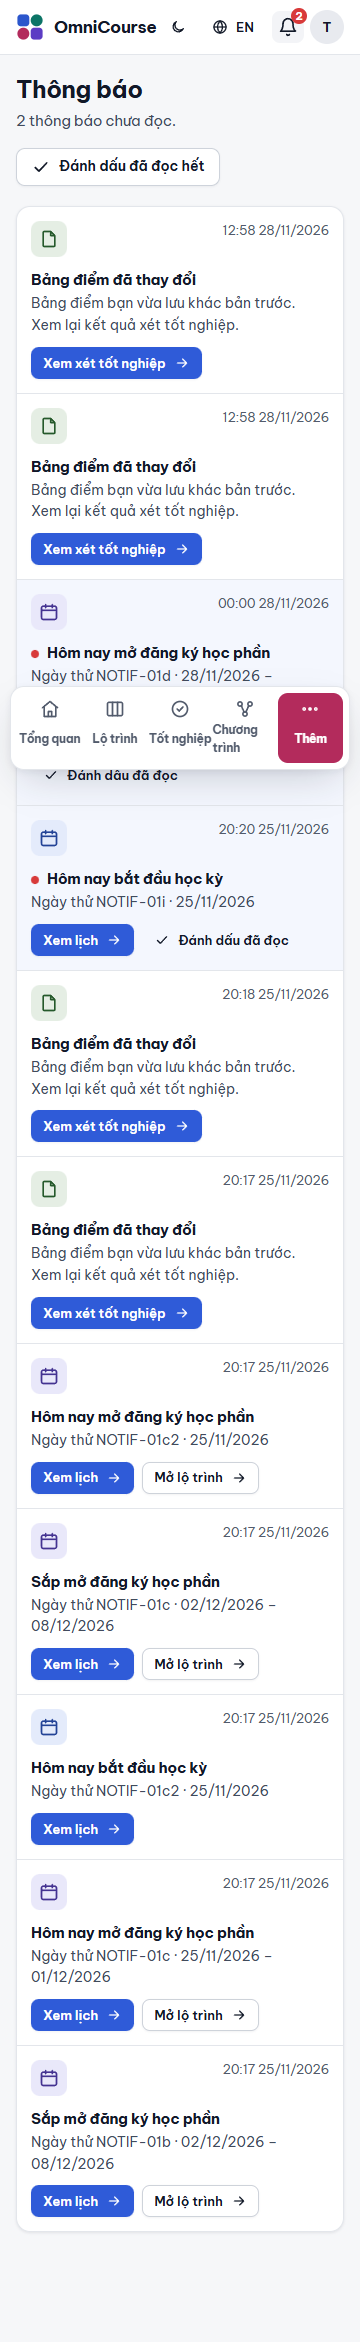 OmniCourse
EN
2
T
Thông báo
2 thông báo chưa đọc.
Đánh dấu đã đọc hết
12:58 28/11/2026
Bảng điểm đã thay đổi
Bảng điểm bạn vừa lưu khác bản trước.
Xem lại kết quả xét tốt nghiệp.
Xem xét tốt nghiệp
12:58 28/11/2026
Bảng điểm đã thay đổi
Bảng điểm bạn vừa lưu khác bản trước.
Xem lại kết quả xét tốt nghiệp.
Xem xét tốt nghiệp
00:00 28/11/2026
Hôm nay mở đăng ký học phần
Ngày thử NOTIF-01d · 28/11/2026 –
Tổng quan
Lộ trình
Tốt nghiệp
Chương
trình
Thêm
Đánh dấu đã đọc
20:20 25/11/2026
Hôm nay bắt đầu học kỳ
Ngày thử NOTIF-01i · 25/11/2026
Xem lịch
Đánh dấu đã đọc
20:18 25/11/2026
Bảng điểm đã thay đổi
Bảng điểm bạn vừa lưu khác bản trước.
Xem lại kết quả xét tốt nghiệp.
Xem xét tốt nghiệp
20:17 25/11/2026
Bảng điểm đã thay đổi
Bảng điểm bạn vừa lưu khác bản trước.
Xem lại kết quả xét tốt nghiệp.
Xem xét tốt nghiệp
20:17 25/11/2026
Hôm nay mở đăng ký học phần
Ngày thử NOTIF-01c2 · 25/11/2026
Xem lịch
Mở lộ trình
20:17 25/11/2026
Sắp mở đăng ký học phần
Ngày thử NOTIF-01c · 02/12/2026 –
08/12/2026
Xem lịch
Mở lộ trình
20:17 25/11/2026
Hôm nay bắt đầu học kỳ
Ngày thử NOTIF-01c2 · 25/11/2026
Xem lịch
20:17 25/11/2026
Hôm nay mở đăng ký học phần
Ngày thử NOTIF-01c · 25/11/2026 –
01/12/2026
Xem lịch
Mở lộ trình
20:17 25/11/2026
Sắp mở đăng ký học phần
Ngày thử NOTIF-01b · 02/12/2026 –
08/12/2026
Xem lịch
Mở lộ trình